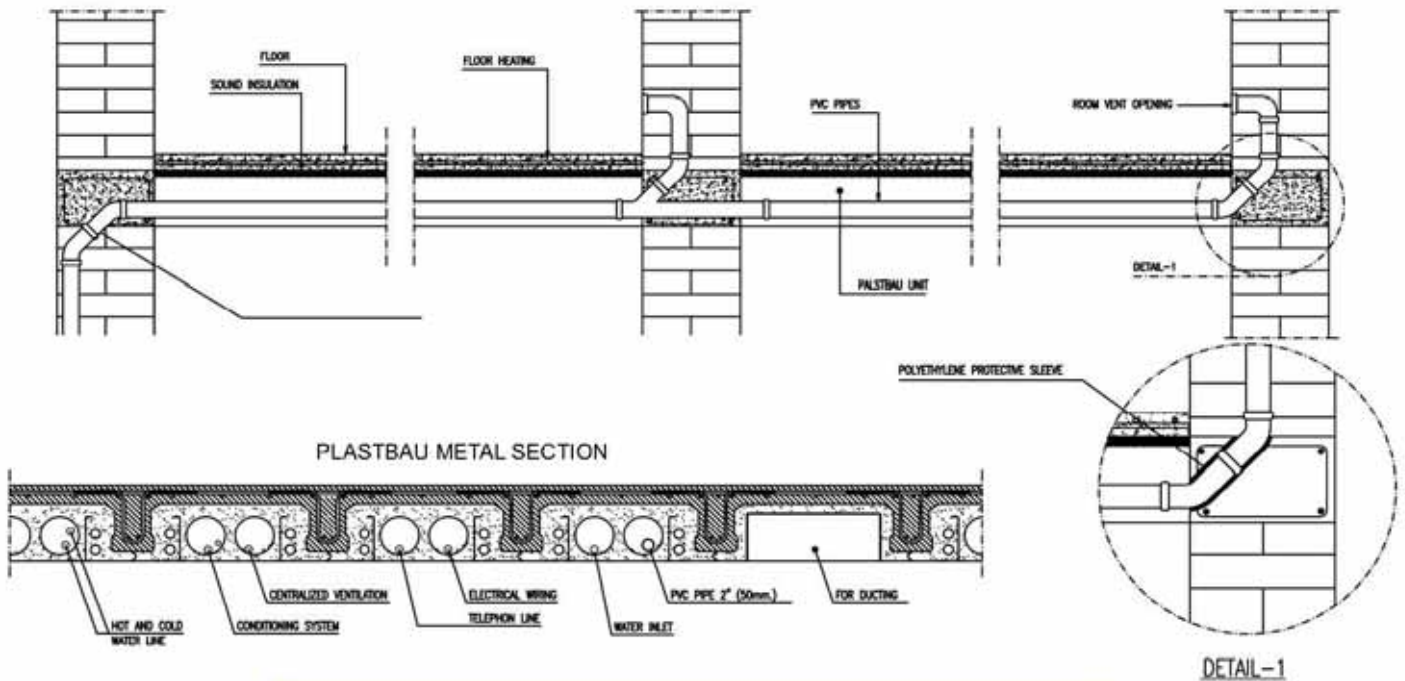 FLOOR
SOUND INSULATION
FLOOR HEATING
PVC PIPES
ROOM VENT OPENING
DETAIL-1
PALSTBAU UNIT
POLYETHYLENE PROTECTIVE SLEEVE
PLASTBAU METAL SECTION
HOT AND COLD
WATER LINE
CONDITIONING SYSTEM
CENTRALIZED VENTILATION
TELEPHON LINE
ELECTRICAL WIRING
WATER INLET
PVC PIPE 2" (50mm.)
FOR DUCTING
DETAIL-1